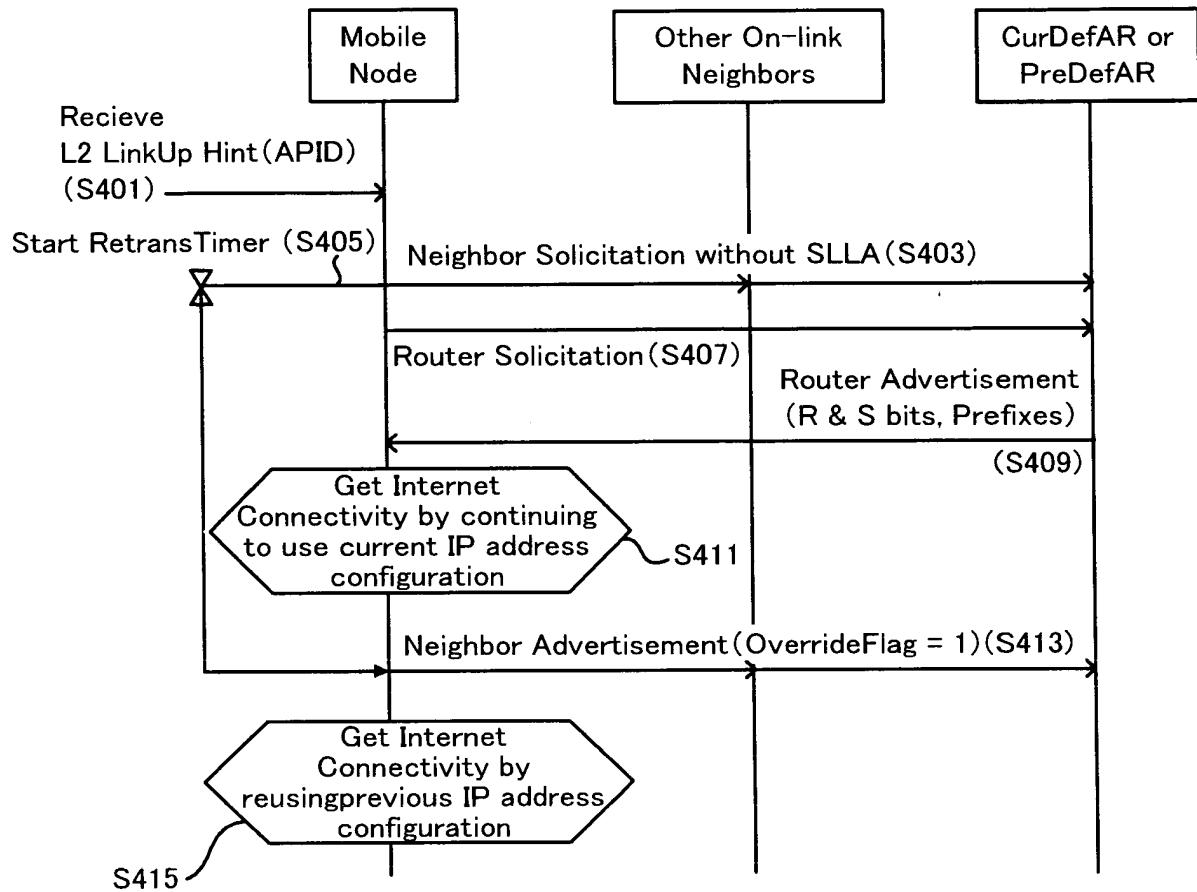 Mobile
Node
Other On-link
Neighbors
CurDefAR or
PreDefAR
Recieve
L2 LinkUp Hint(APID)
(S401)
Start RetransTimer (S405)
Neighbor Solicitation without SLLA(S403)
Router Solicitation(S407)
Router Advertisement
(R & S bits, Prefixes)
(S409)
Get Internet
Connectivity by continuing
to use current IP address
configuration
S411
Neighbor Advertisement(OverrideFlag = 1)(S413)
Get Internet
Connectivity by
reusingprevious IP address
configuration
S415